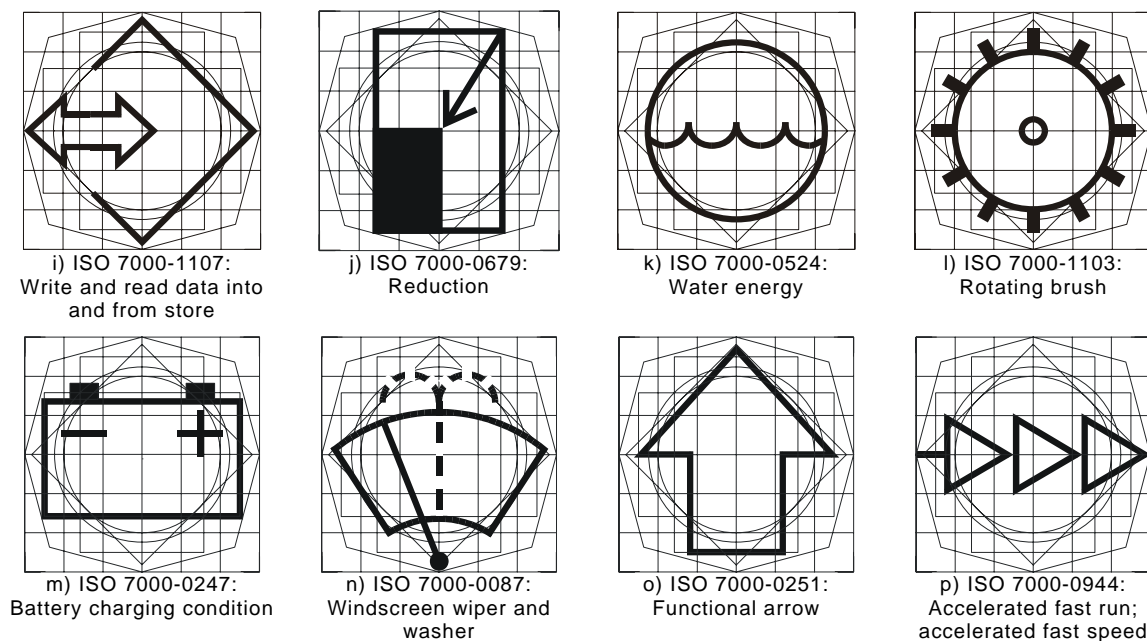 i) ISO 7000-1107:
Write and read data into
and from store
j) ISO 7000-0679:
Reduction
k) ISO 7000-0524:
Water energy
l) ISO 7000-1103:
Rotating brush
m) ISO 7000-0247:
Battery charging condition
n) ISO 7000-0087:
Windscreen wiper and
washer
o) ISO 7000-0251:
Functional arrow
p) ISO 7000-0944:
Accelerated fast run;
accelerated fast speed